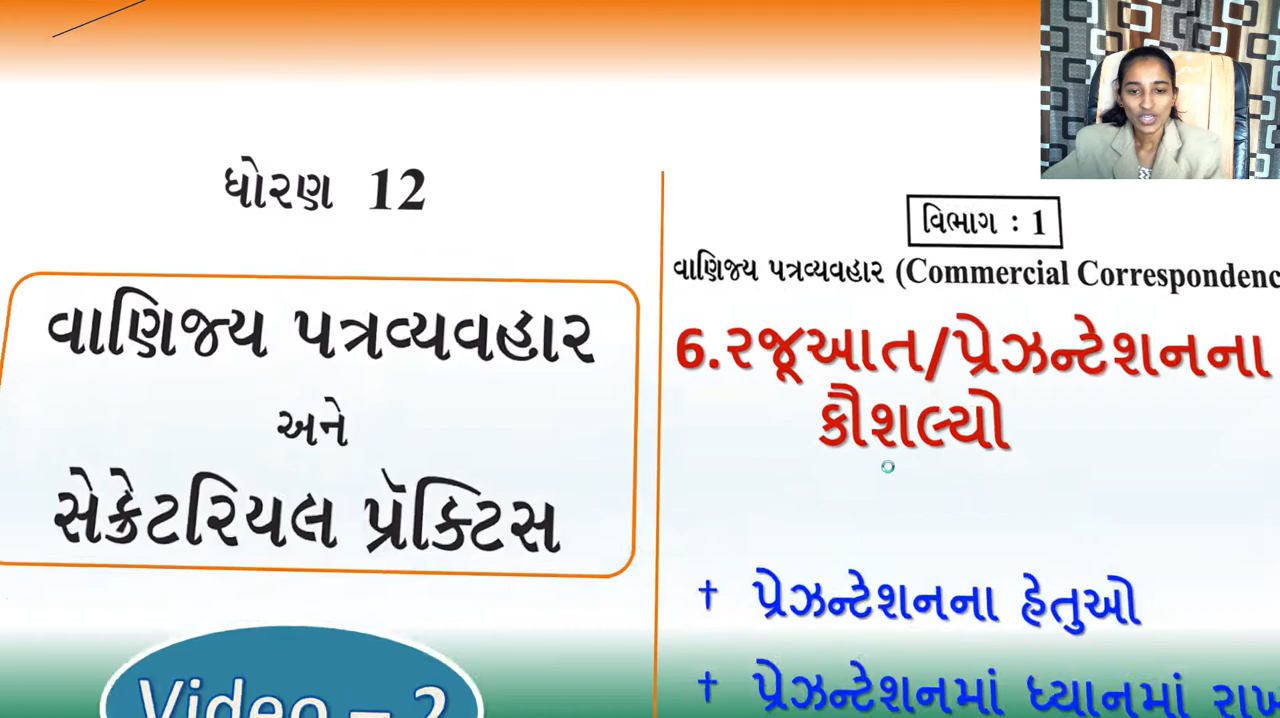 ધોરણ 12
વાણિજ્ય પત્રવ્યવહાર
અને
સેક્રેટરિયલ પ્રૅક્ટિસ
Video – 2
વિભાગ : 1
વાણિજ્ય પત્રવ્યવહાર (Commercial
6.રજૂઆત/પ્રેઝન્ટેશનના
કૌશલ્યો
† પ્રેઝન્ટેશનના હેતુઓ
† પ્રેઝન્ટેશનમાં ધ્યાનમાં